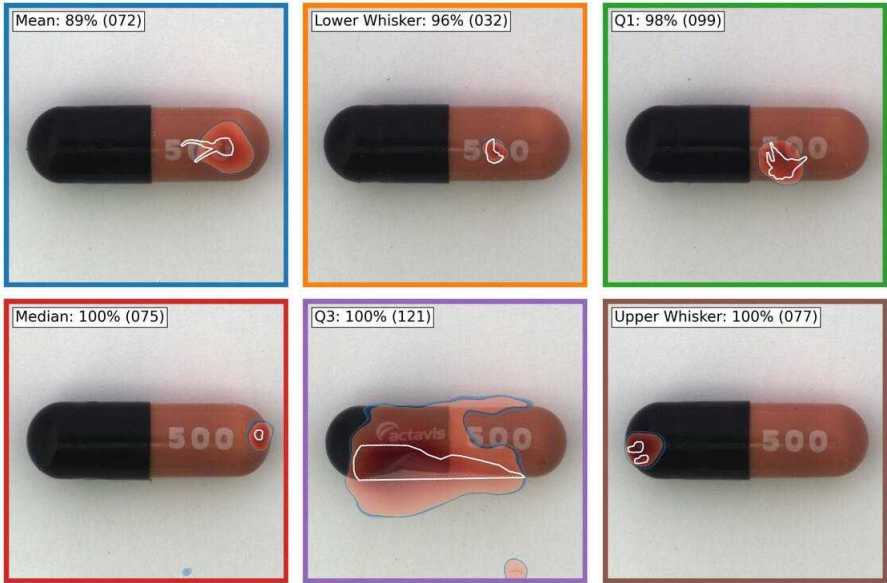 Mean: 89% (072)
Lower Whisker: 96% (032)
Q1: 98% (099)
500
500
500
Median: 100% (075)
Q3: 100% (121)
Upper Whisker: 100% (077)
500
actavis
500
500